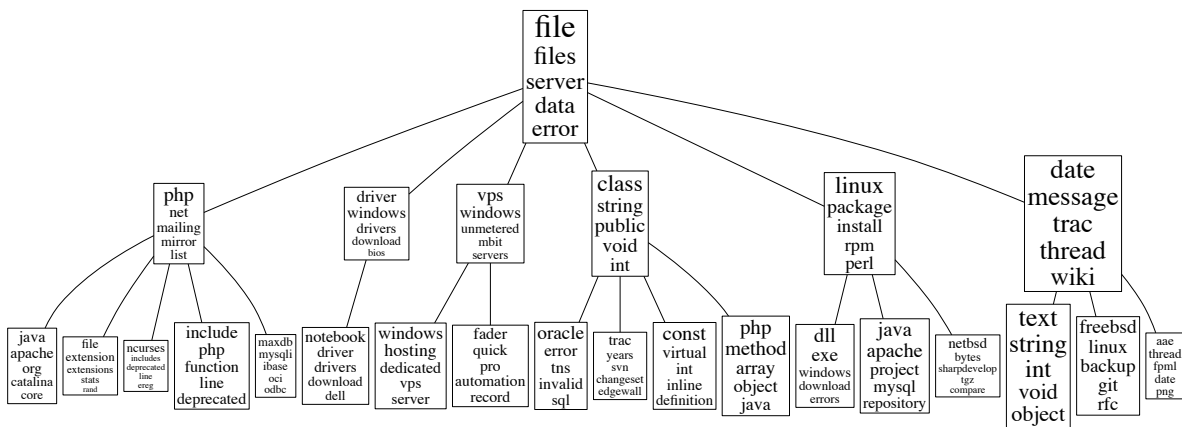 file
files
server
data
error
php
net
mailing
mirror
list
driver
windows
drivers
download
bios
vps
windows
unmetered
mbit
servers
class
string
public
void
int
linux
package
install
rpm
perl
date
message
trac
thread
wiki
java
apache
org
catalina
core
file
extension
extensions
stats
rand
ncurses
includes
deprecated
line
ereg
include
php
function
line
deprecated
maxdb
mysqli
ibase
oci
odbc
notebook
driver
drivers
download
dell
windows
hosting
dedicated
vps
server
fader
quick
pro
automation
record
oracle
error
tns
invalid
sql
trac
years
svn
changeset
edgewall
const
virtual
int
inline
definition
php
method
array
object
java
dll
exe
windows
download
errors
java
apache
project
mysql
repository
netbsd
bytes
sharpdevelop
tgz
compare
text
string
int
void
object
freebsd
linux
backup
git
rfc
aae
thread
fpml
date
png